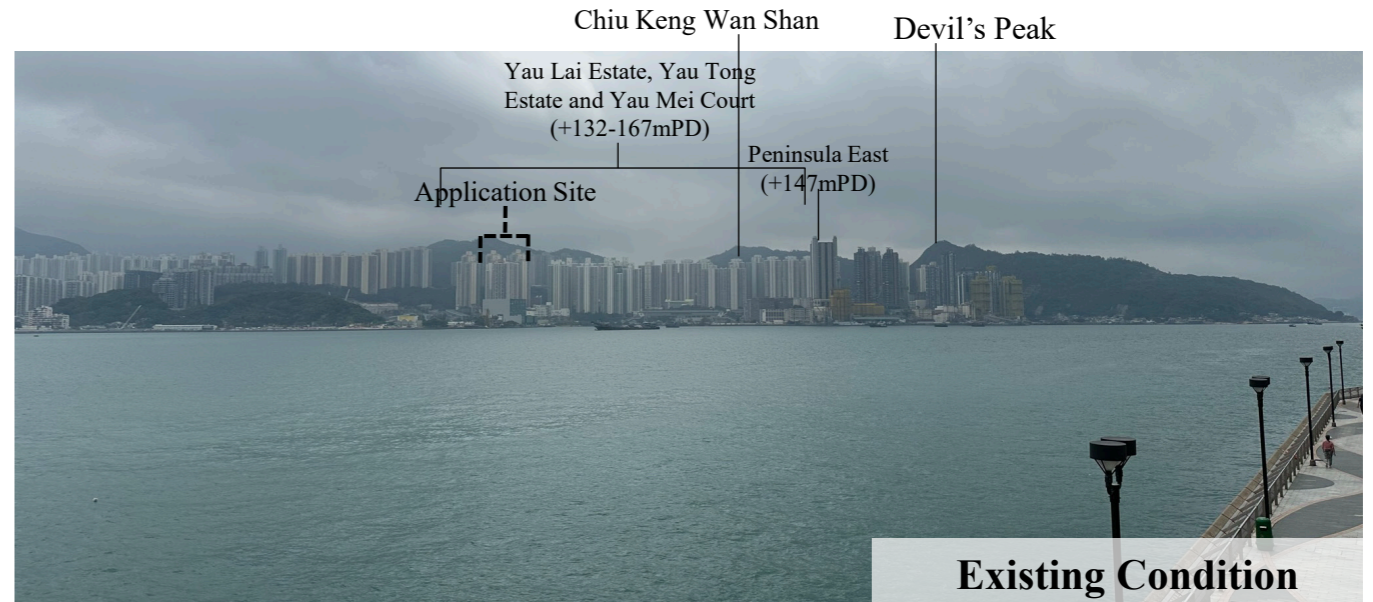 Chiu Keng Wan Shan
Devil’s Peak
Yau Lai Estate, Yau Tong
Estate and Yau Mei Court
(+132-167mPD)
Peninsula East
(+147mPD)
Application Site
Existing Condition